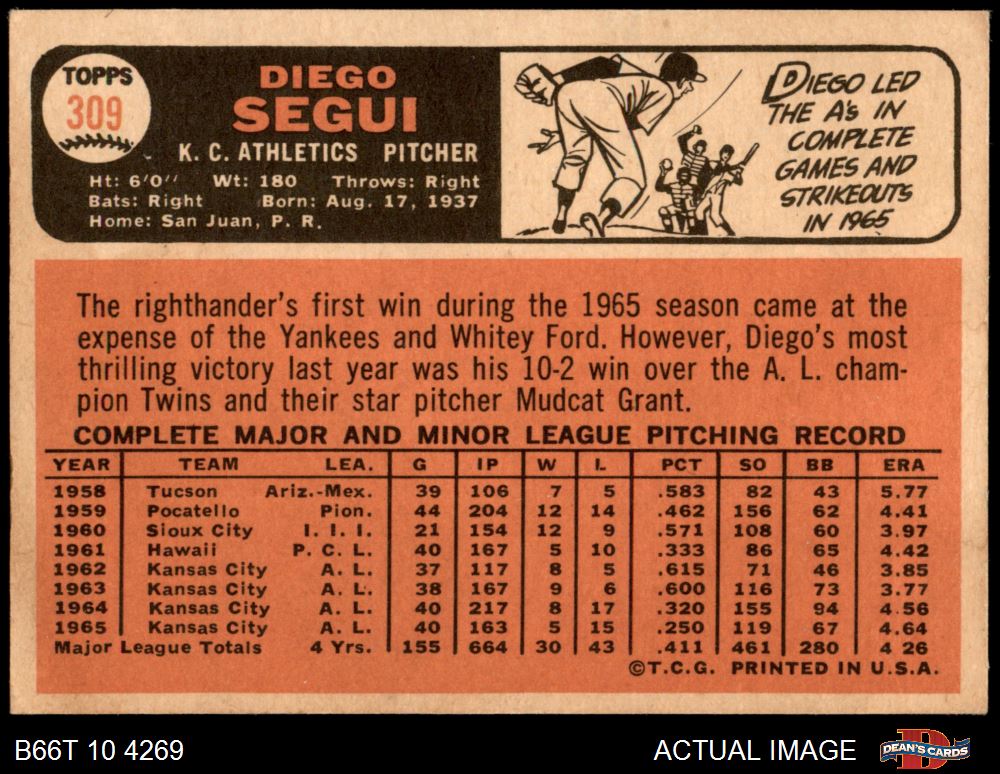 TOPPS
309
DIEGO
SEGUI
K. C. ATHLETICS PITCHER
Ht: 6'0" Wt: 180 Throws: Right
Bats: Right Born: Aug. 17, 1937
Home: San Juan, P. R.
DIEGO LED
THE A's IN
COMPLETE
GAMES AND
STRIKEOUTS
IN 1965
The righthander's first win during the 1965 season came at the
expense of the Yankees and Whitey Ford. However, Diego's most
thrilling victory last year was his 10-2 win over the A. L. cham-
pion Twins and their star pitcher Mudcat Grant.
COMPLETE MAJOR AND MINOR LEAGUE PITCHING RECORD
YEAR TEAM LEA. G IP W L PCT SO BB ERA
1958 Tucson Ariz.-Mex. 39 106 7 5 .583 82 43 5.77
1959 Pocatello Pion. 44 204 12 14 .462 156 62 4.41
1960 Sioux City I. I. I. 21 154 12 9 .571 108 60 3.97
1961 Hawaii P. C. L. 40 167 5 10 .333 86 65 4.42
1962 Kansas City A. L. 37 117 8 5 .615 71 46 3.85
1963 Kansas City A. L. 38 167 9 6 .600 116 73 3.77
1964 Kansas City A. L. 40 217 8 17 .320 155 94 4.56
1965 Kansas City A. L. 40 163 5 15 .250 119 67 4.64
Major League Totals 4 Yrs. 155 664 30 43 .411 461 280 4 26
©T.C.G. PRINTED IN U.S.A.
B66T 10 4269 ACTUAL IMAGE DEAN'S CARDS